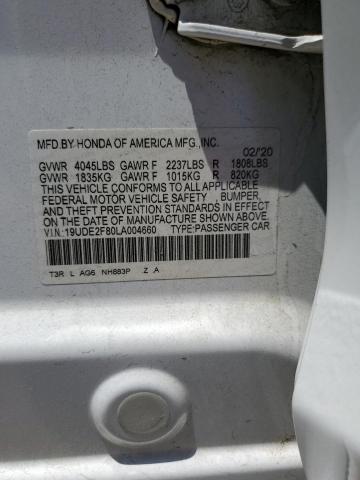 MFD.BY HONDA OF AMERICA MFG.,INC. 02/'20
GVWR 4045LBS GAWR F 2237LBS R 1808LBS
GVWR 1835KG GAWR F 1015KG R 820KG
THIS VEHICLE CONFORMS TO ALL APPLICABLE
FEDERAL MOTOR VEHICLE SAFETY , BUMPER,
AND THEFT PREVENTION STANDARDS IN EFFECT
ON THE DATE OF MANUFACTURE SHOWN ABOVE.
V.I.N: 19UDE2F80LA004660 TYPE:PASSENGER CAR
T3R L AG6 NH883P Z A